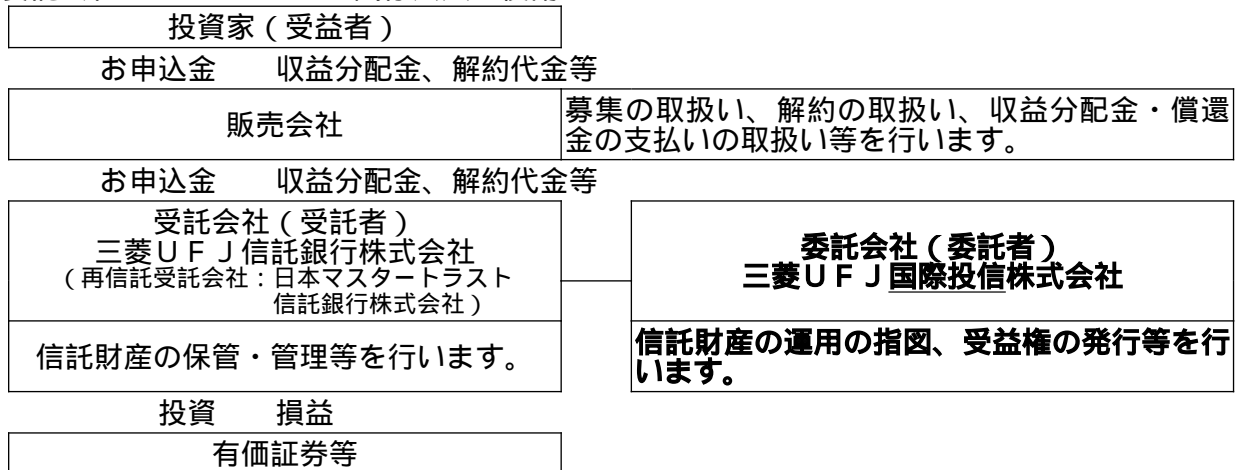 投資家(受益者)
お申込金 収益分配金、解約代金等
販売会社
募集の取扱い、解約の取扱い、収益分配金・償還
金の支払いの取扱い等を行います。
お申込金 収益分配金、解約代金等
受託会社(受託者)
三菱UFJ信託銀行株式会社
(再信託受託会社:日本マスタートラスト
信託銀行株式会社)
委託会社(委託者)
三菱UFJ国際投信株式会社
信託財産の保管・管理等を行います。
信託財産の運用の指図、受益権の発行等を行
います。
投資 損益
有価証券等